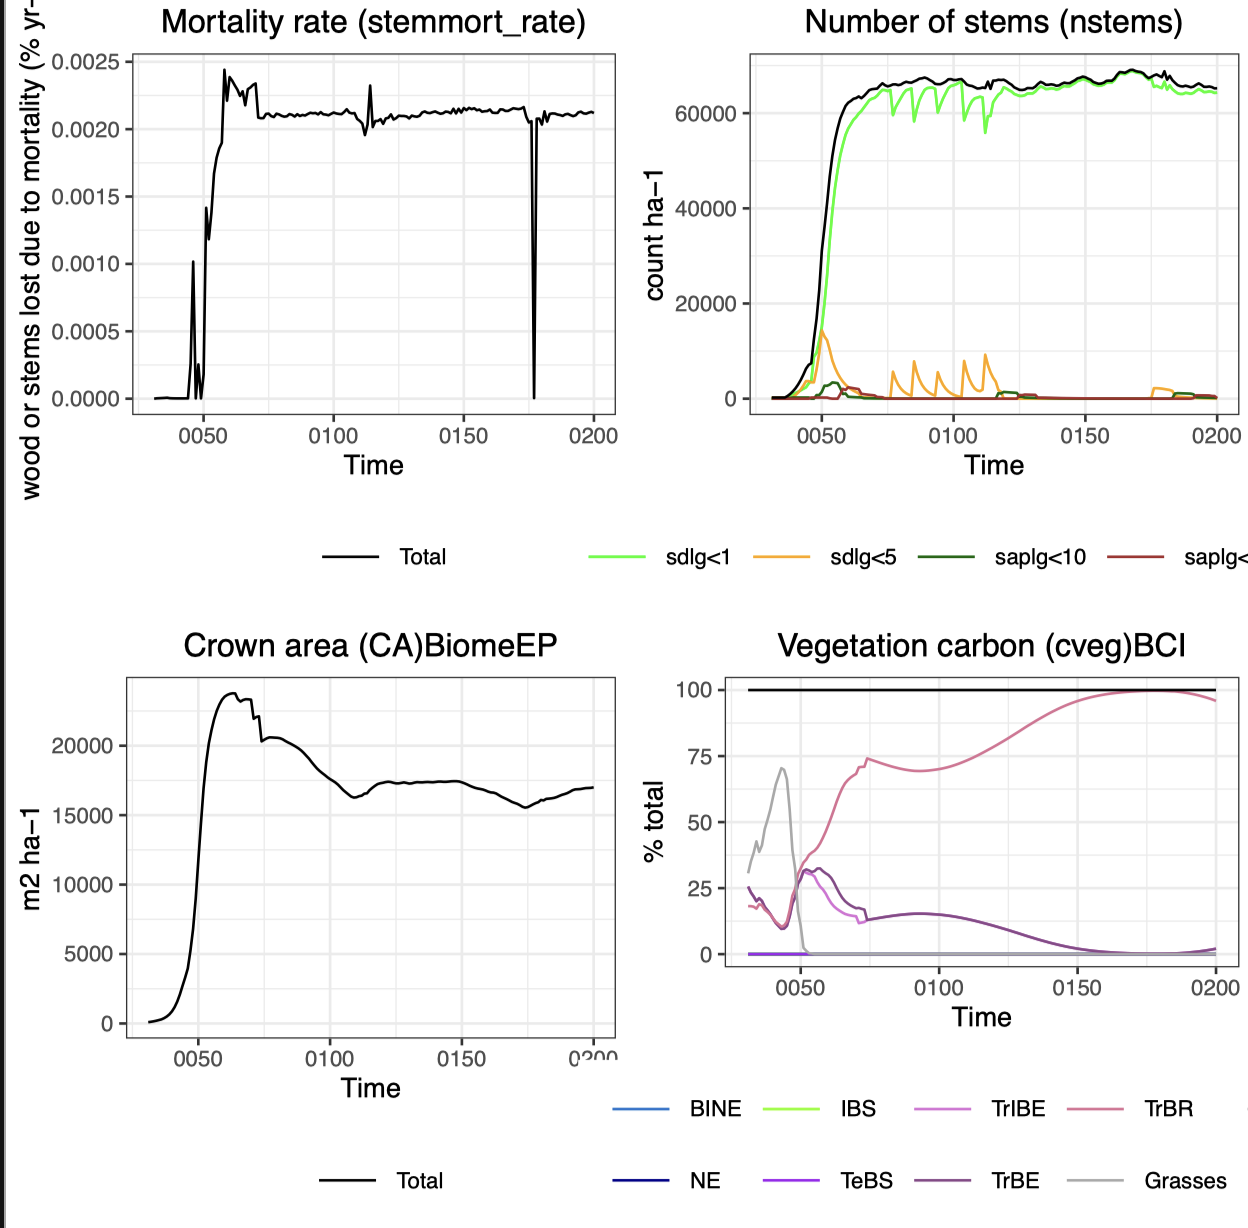 Mortality rate (stemmort_rate)
wood or stems lost due to mortality (% yr−
0.0025
0.0020
0.0015
0.0010
0.0005
0.0000
0050 0100 0150 0200
Time
Total
Number of stems (nstems)
count ha−1
60000
40000
20000
0
0050 0100 0150 0200
Time
sdlg<1 sdlg<5 saplg<10 saplg<
Crown area (CA)BiomeEP
m2 ha−1
20000
15000
10000
5000
0
0050 0100 0150 0200
Time
Total
Vegetation carbon (cveg)BCI
% total
100
75
50
25
0
0050 0100 0150 0200
Time
BINE IBS TrIBE TrBR
NE TeBS TrBE Grasses